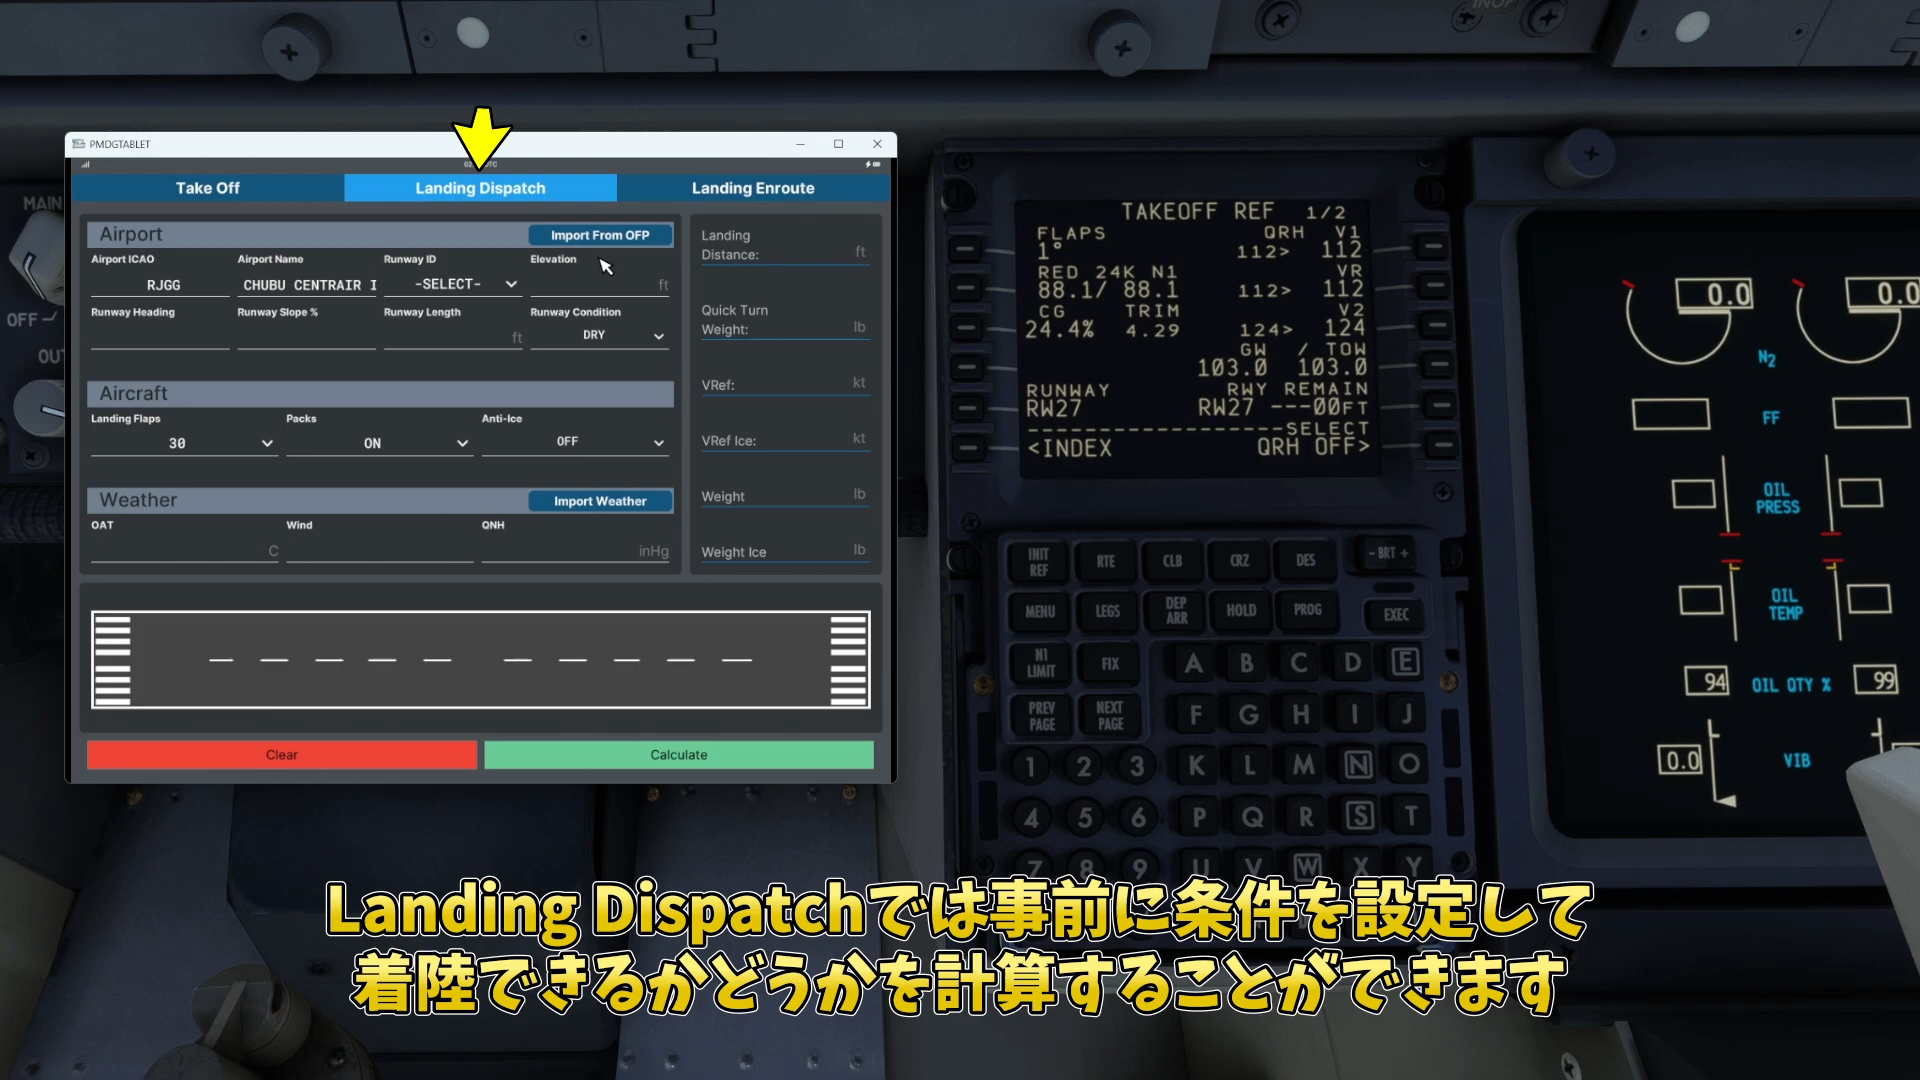 INOP
MAIN
OFF
OUT
PMDGTABLET
Take Off
Landing Dispatch
Landing Enroute
Airport
Import From OFP
Airport ICAO
Airport Name
Runway ID
Elevation
RJGG
CHUBU CENTRAIR I
-SELECT-
ft
Runway Heading
Runway Slope %
Runway Length
Runway Condition
ft
DRY
Aircraft
Landing Flaps
Packs
Anti-Ice
30
ON
OFF
Weather
Import Weather
OAT
Wind
QNH
C
inHg
Landing
Distance:
ft
Quick Turn
Weight:
lb
VRef:
kt
VRef Ice:
kt
Weight
lb
Weight Ice
lb
Clear
Calculate
TAKEOFF REF 1/2
FLAPS QRH V1
1° 112> 112
RED 24K N1 VR
88.1/ 88.1 112> 112
CG TRIM V2
24.4% 4.29 124> 124
GW / TOW
103.0 103.0
RUNWAY RWY REMAIN
RW27 RW27 ---00FT
------------------SELECT
<INDEX QRH OFF>
INIT REF
RTE
CLB
CRZ
DES
- BRT +
MENU
LEGS
DEP ARR
HOLD
PROG
EXEC
N1 LIMIT
FIX
A B C D E
PREV PAGE
NEXT PAGE
F G H I J
1 2 3
K L M N O
4 5 6
P Q R S T
7 8 9
U V W X Y
0.0
0.0
N2
FF
OIL PRESS
OIL TEMP
94
OIL QTY %
99
0.0
VIB
Landing Dispatchでは事前に条件を設定して
着陸できるかどうかを計算することができます